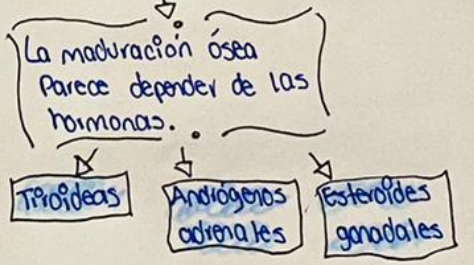 La maduración ósea
Parece depender de las
hormonas.
Tiroideas
Andrógenos
adrenales
Esteroides
gonadales